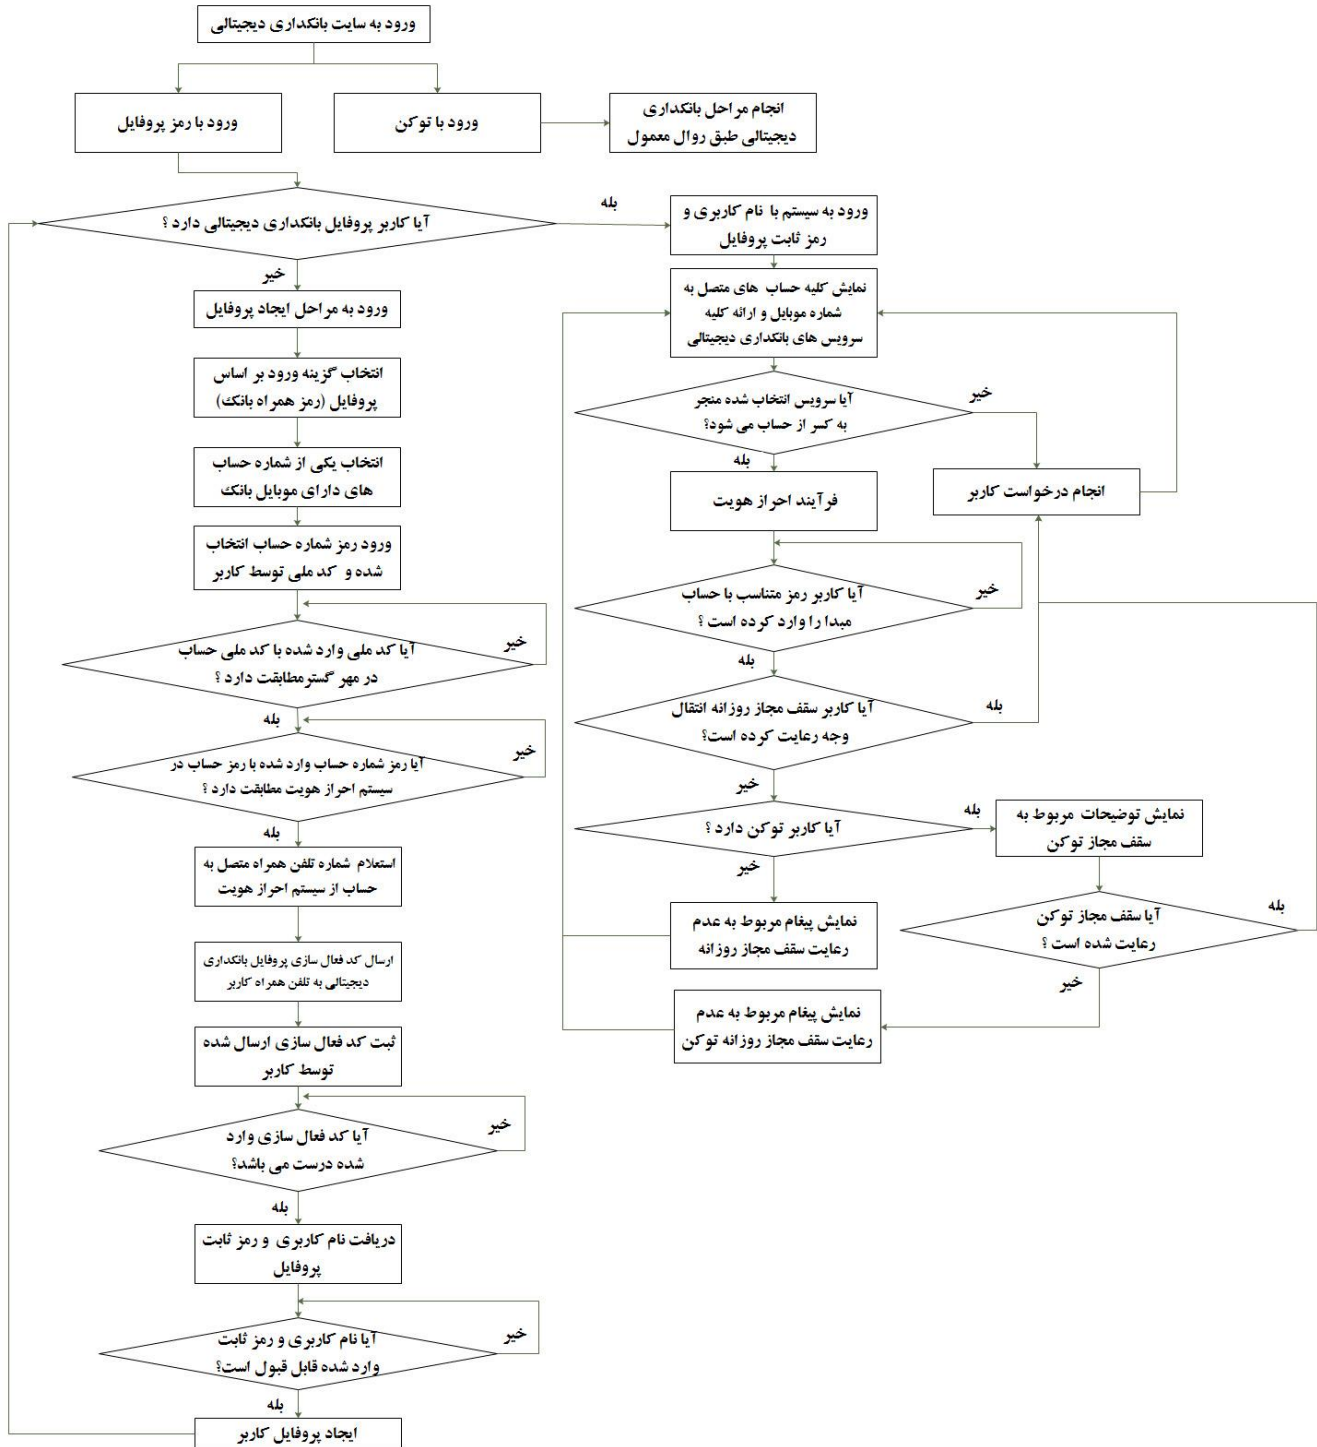 ورود به سایت بانکداری دیجیتالی
ورود با رمز پروفایل
ورود با توکن
انجام مراحل بانکداری
دیجیتالی طبق روال معمول
آیا کاربر پروفایل بانکداری دیجیتالی دارد ؟
بله
خیر
ورود به سیستم با نام کاربری و
رمز ثابت پروفایل
نمایش کلیه حساب های متصل به
شماره موبایل و ارائه کلیه
سرویس های بانکداری دیجیتالی
آیا سرویس انتخاب شده منجر
به کسر از حساب می شود؟
خیر
بله
انجام درخواست کاربر
فرآیند احراز هویت
آیا کاربر رمز متناسب با حساب
مبدا را وارد کرده است ؟
خیر
بله
آیا کاربر سقف مجاز روزانه انتقال
وجه رعایت کرده است؟
بله
خیر
آیا کاربر توکن دارد ؟
بله
خیر
نمایش توضیحات مربوط به
سقف مجاز توکن
آیا سقف مجاز توکن
رعایت شده است ؟
بله
خیر
نمایش پیغام مربوط به عدم
رعایت سقف مجاز روزانه
نمایش پیغام مربوط به عدم
رعایت سقف مجاز روزانه توکن
ورود به مراحل ایجاد پروفایل
انتخاب گزینه ورود بر اساس
پروفایل (رمز همراه بانک)
انتخاب یکی از شماره حساب
های دارای موبایل بانک
ورود رمز شماره حساب انتخاب
شده و کد ملی توسط کاربر
آیا کد ملی وارد شده با کد ملی حساب
در مهر گسترمطابقت دارد ؟
خیر
بله
آیا رمز شماره حساب وارد شده با رمز حساب در
سیستم احراز هویت مطابقت دارد ؟
خیر
بله
استعلام شماره تلفن همراه متصل به
حساب از سیستم احراز هویت
ارسال کد فعال سازی پروفایل بانکداری
دیجیتالی به تلفن همراه کاربر
ثبت کد فعال سازی ارسال شده
توسط کاربر
آیا کد فعال سازی وارد
شده درست می باشد؟
خیر
بله
دریافت نام کاربری و رمز ثابت
پروفایل
آیا نام کاربری و رمز ثابت
وارد شده قابل قبول است؟
خیر
بله
ایجاد پروفایل کاربر